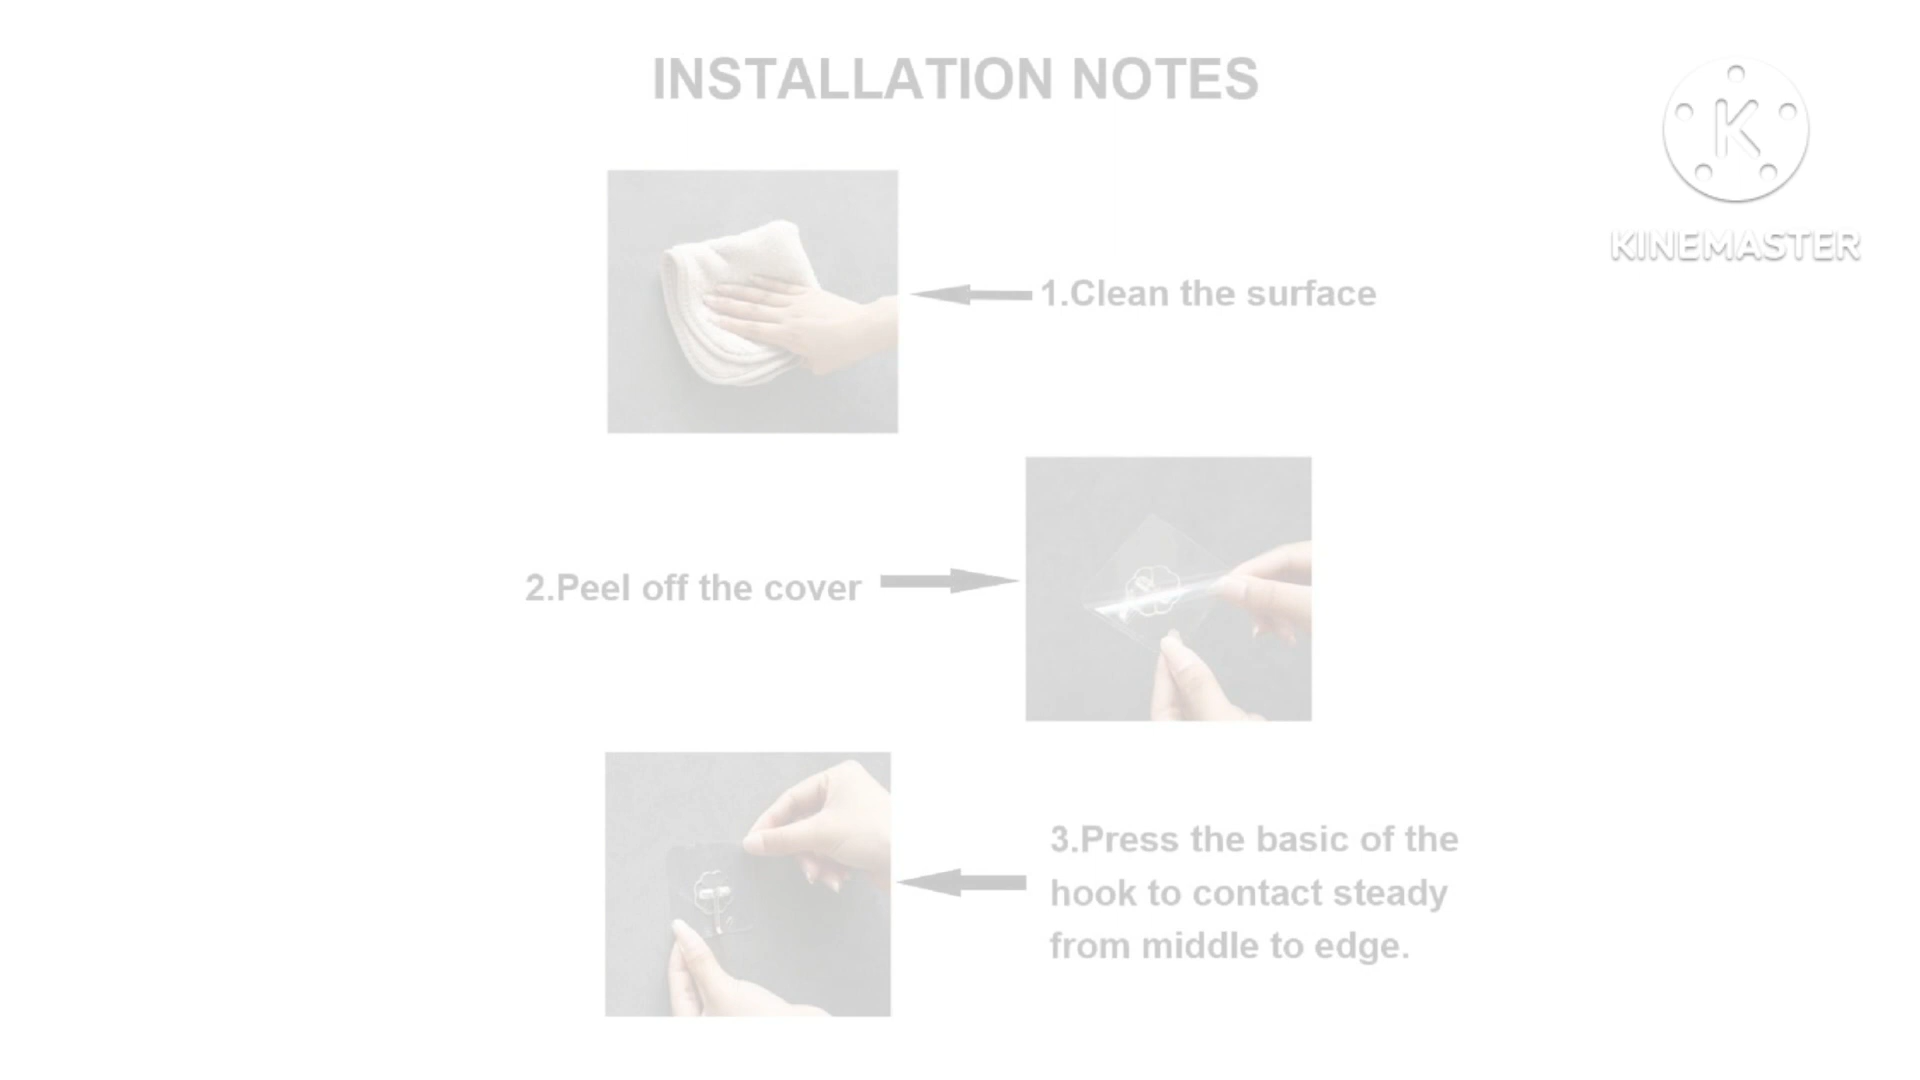 INSTALLATION NOTES
K
KINEMASTER
1.Clean the surface
2.Peel off the cover
3.Press the basic of the
hook to contact steady
from middle to edge.